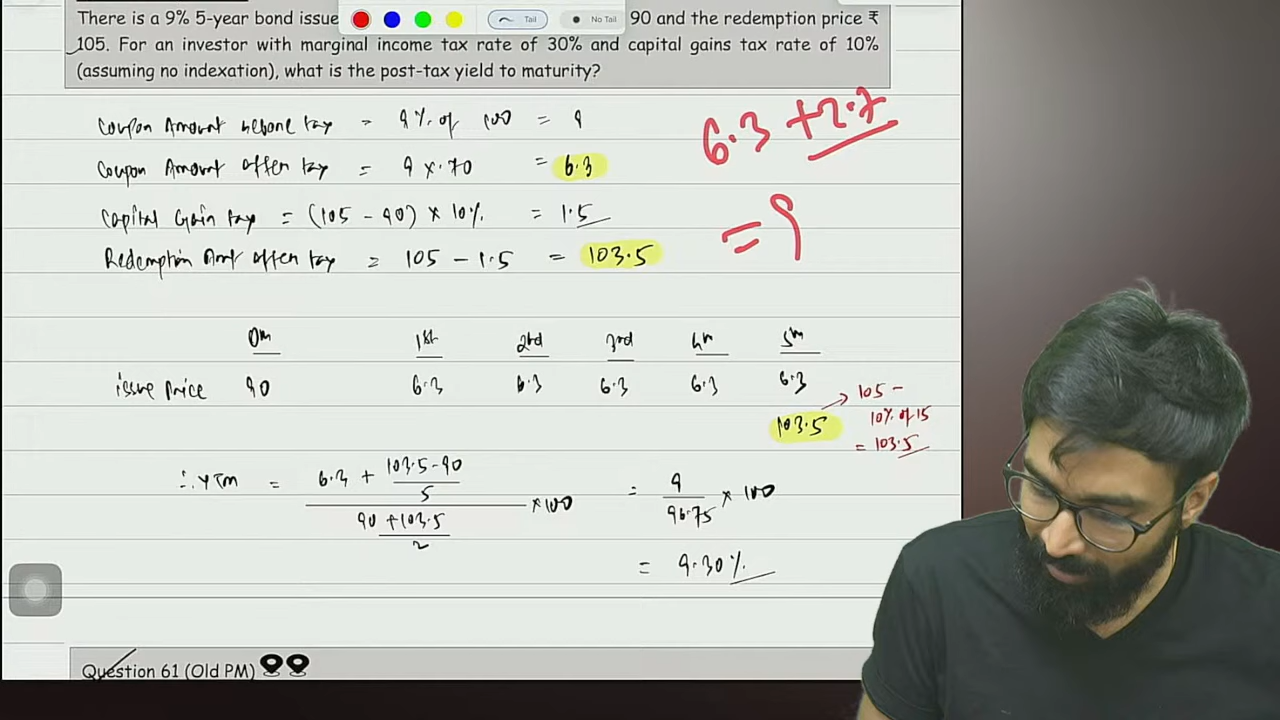 There is a 9% 5-year bond issue
Tail
No Tail
90 and the redemption price ₹
105. For an investor with marginal income tax rate of 30% and capital gains tax rate of 10%
(assuming no indexation), what is the post-tax yield to maturity?
Coupon Amount before tax = 9% of 100 = 9
Coupon Amount after tax = 9 × .70 = 6.3
Capital Gain tax = (105 - 90) × 10% = 1.5
Redemption Amt after tax = 105 - 1.5 = 103.5
6.3 + 2.7
= 9
0th 1st 2nd 3rd 4th 5th
issue price 90 6.3 6.3 6.3 6.3 6.3
103.5
105 -
10% of 15
= 103.5
∴ YTM = 6.3 + 103.5 - 90 / 5
90 + 103.5 / 2
× 100
= 9 / 96.75 × 100
= 9.30%
Question 61 (Old PM)